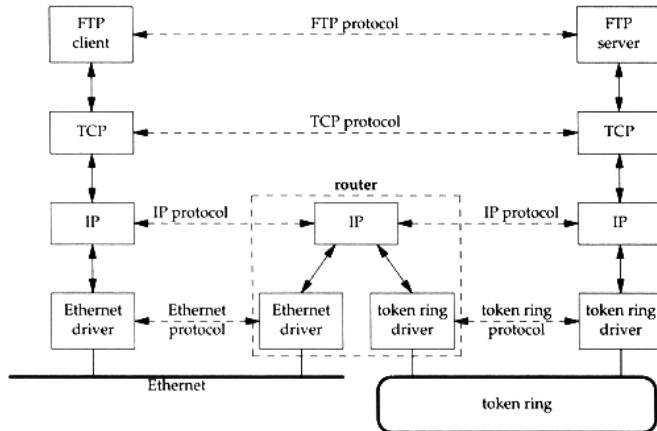 FTP
client
FTP protocol
FTP
server
TCP
TCP protocol
TCP
router
IP
IP protocol
IP
IP protocol
IP
Ethernet
driver
Ethernet
protocol
Ethernet
driver
token ring
driver
token ring
protocol
token ring
driver
Ethernet
token ring